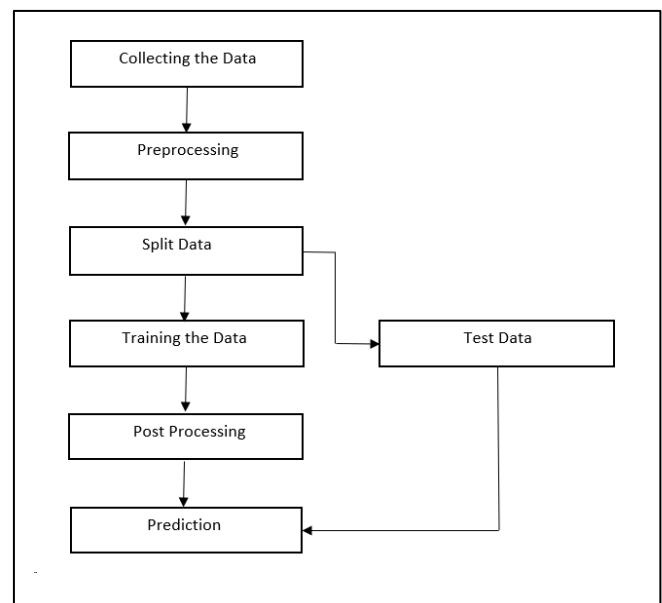 Collecting the Data
Preprocessing
Split Data
Training the Data
Test Data
Post Processing
Prediction